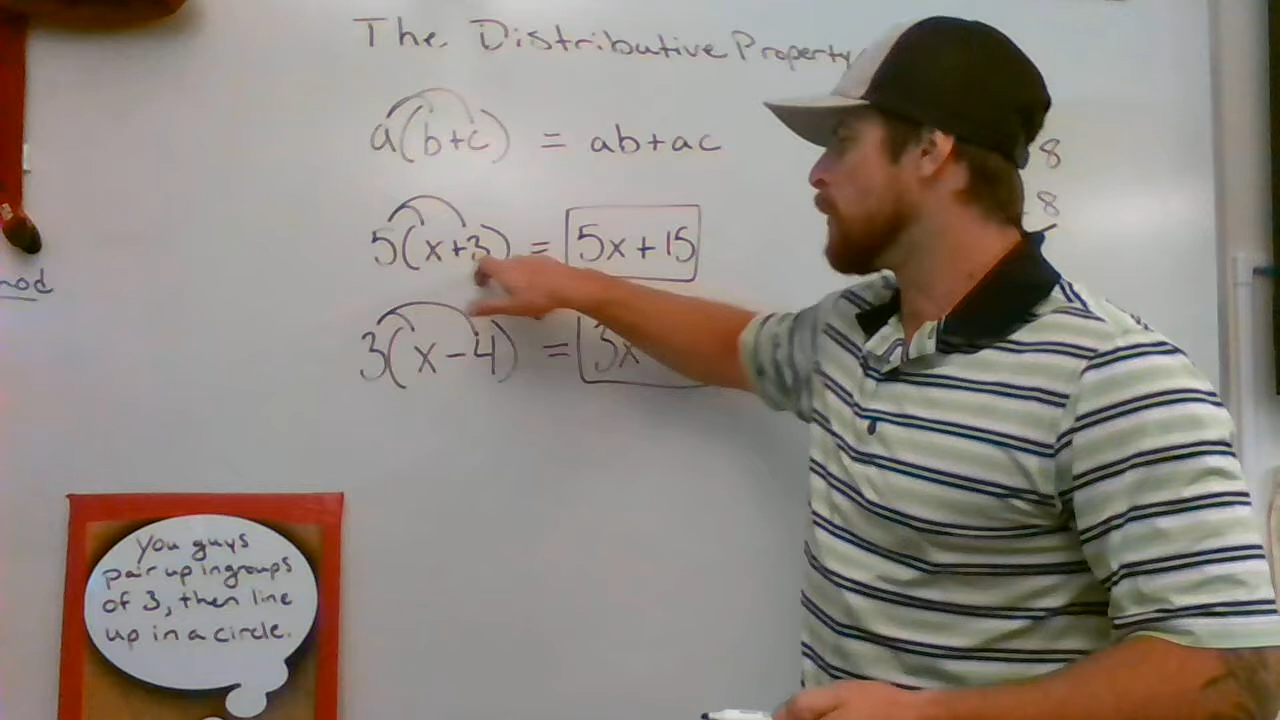 The Distributive Property
a(b+c) = ab+ac
8
5(x+3) = 5x+15
8
nod
3(x-4) = 3x
You guys
pair up in groups
of 3, then line
up in a circle.